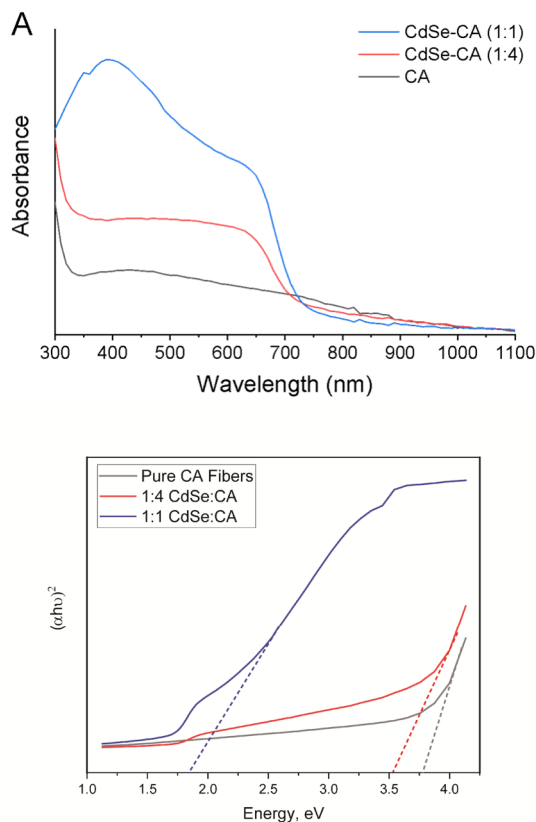 A
CdSe-CA (1:1)
CdSe-CA (1:4)
CA
Absorbance
300 400 500 600 700 800 900 1000 1100
Wavelength (nm)
Pure CA Fibers
1:4 CdSe:CA
1:1 CdSe:CA
(αhυ)²
1.0 1.5 2.0 2.5 3.0 3.5 4.0
Energy, eV